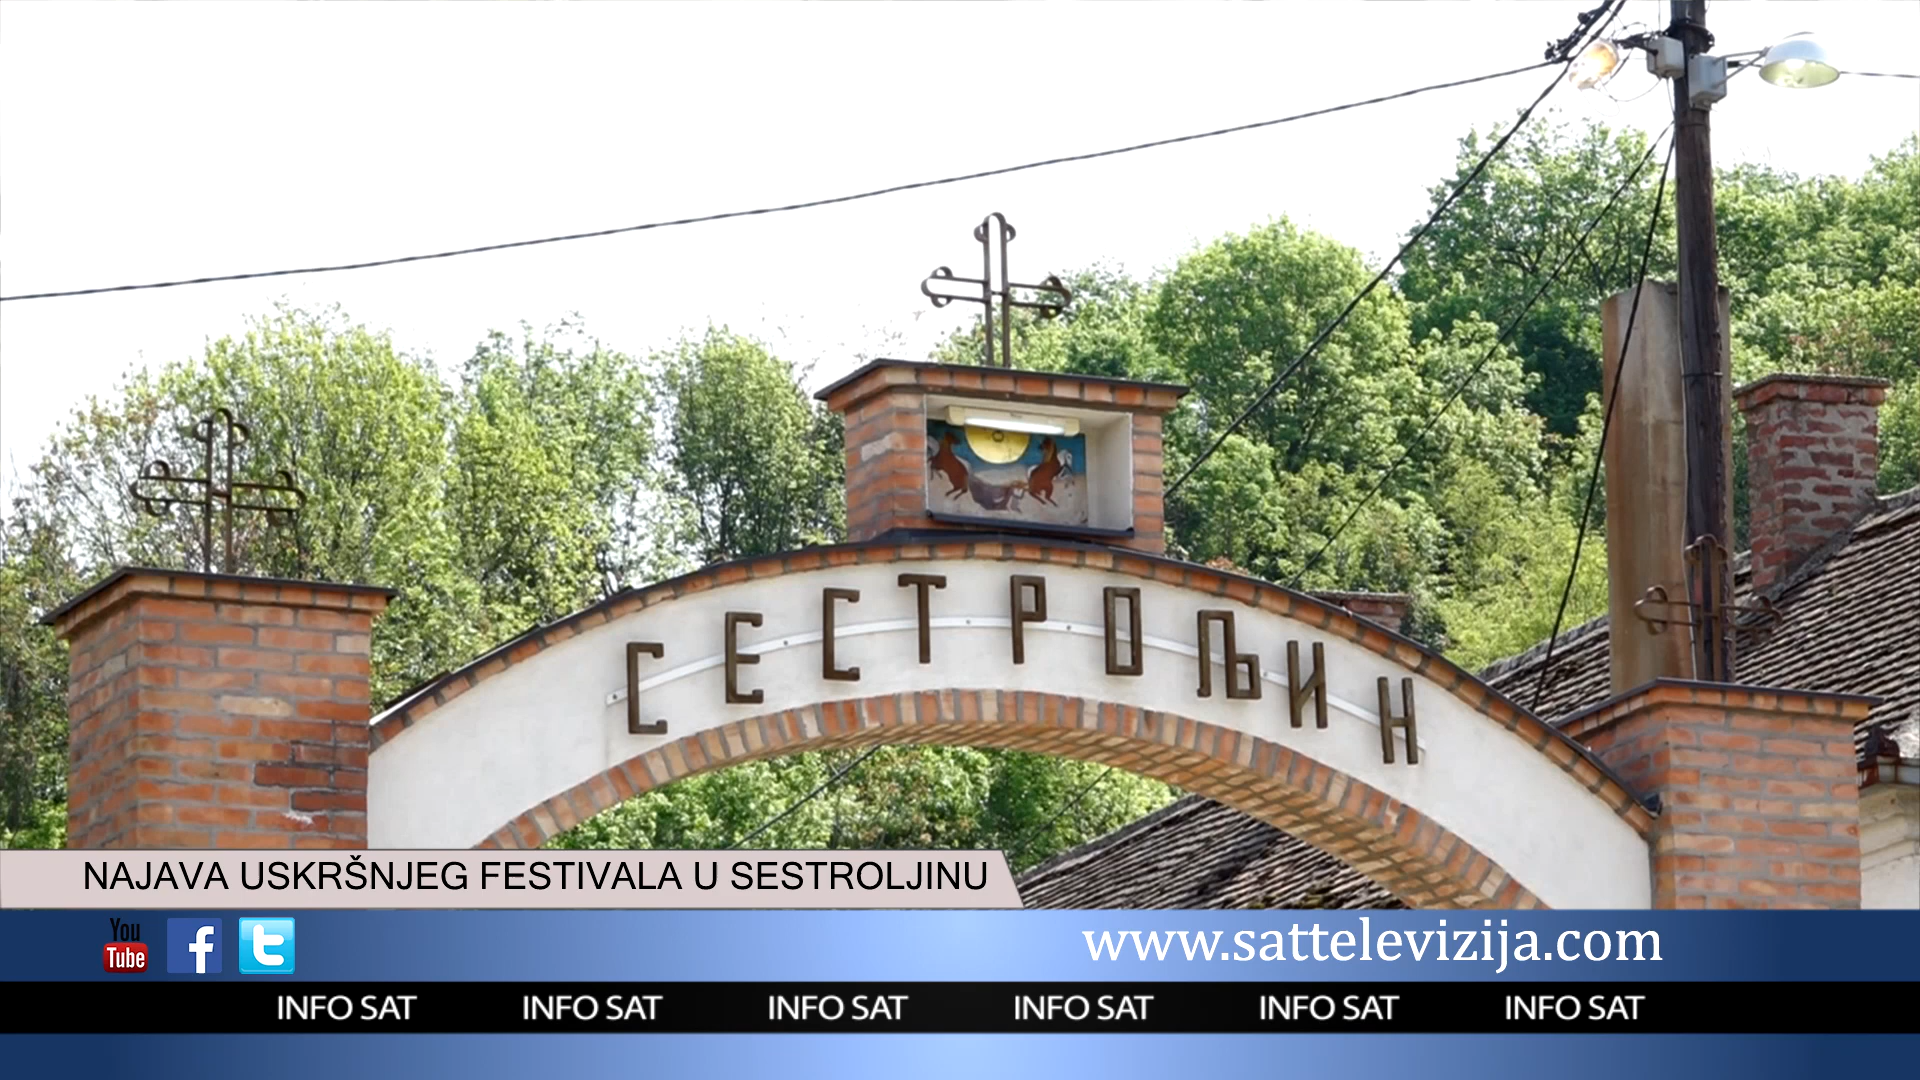 СЕСТРОЉИН
NAJAVA USKRŠNJEG FESTIVALA U SESTROLJINU
You
Tube
www.sattelevizija.com
INFO SAT INFO SAT INFO SAT INFO SAT INFO SAT INFO SAT